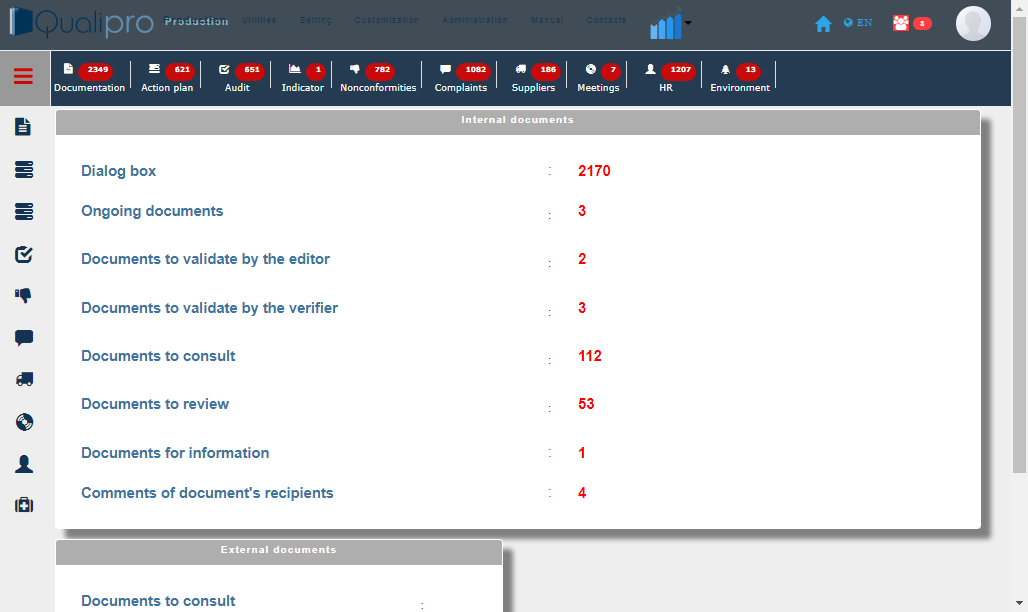 Qualipro Production Utilities Setting Customization Administration Manual Contacts EN 8
2349 621 651 1 782 1082 186 7 1207 13
Documentation Action plan Audit Indicator Nonconformities Complaints Suppliers Meetings HR Environment
Internal documents
Dialog box : 2170
Ongoing documents : 3
Documents to validate by the editor : 2
Documents to validate by the verifier : 3
Documents to consult : 112
Documents to review : 53
Documents for information : 1
Comments of document's recipients : 4
External documents
Documents to consult :